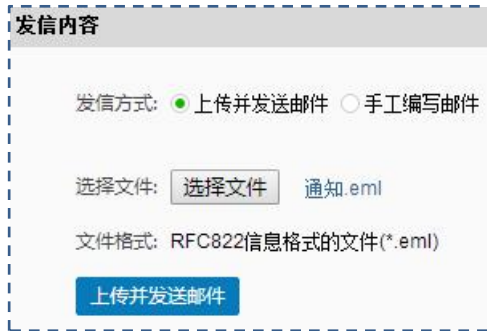 发信内容
发信方式: 上传并发送邮件 手工编写邮件
选择文件: 选择文件 通知.eml
文件格式: RFC822信息格式的文件(*.eml)
上传并发送邮件